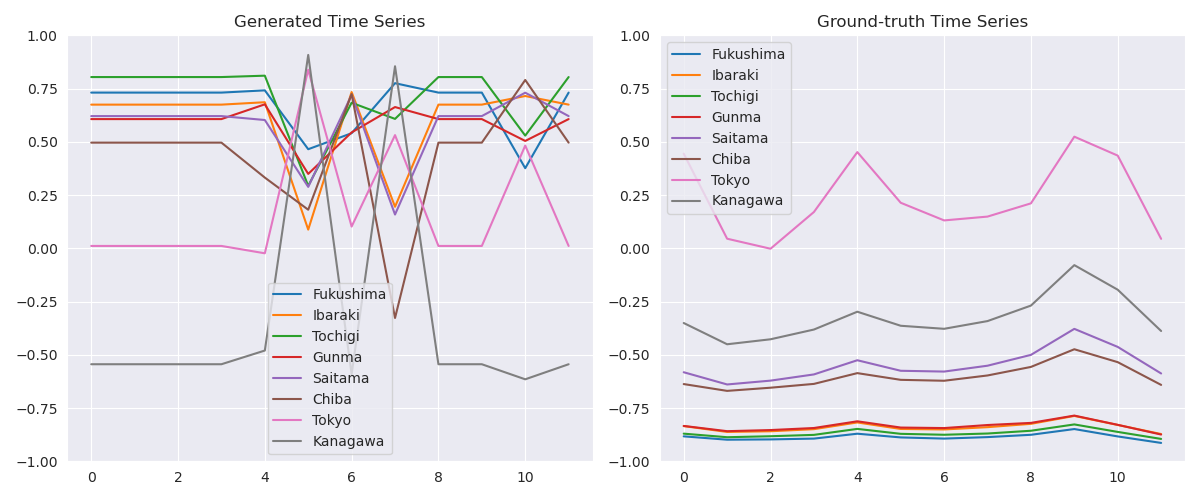 Generated Time Series
1.00
0.75
0.50
0.25
0.00
−0.25
−0.50
−0.75
−1.00
0 2 4 6 8 10
Fukushima
Ibaraki
Tochigi
Gunma
Saitama
Chiba
Tokyo
Kanagawa
Ground-truth Time Series
1.00
0.75
0.50
0.25
0.00
−0.25
−0.50
−0.75
−1.00
0 2 4 6 8 10
Fukushima
Ibaraki
Tochigi
Gunma
Saitama
Chiba
Tokyo
Kanagawa